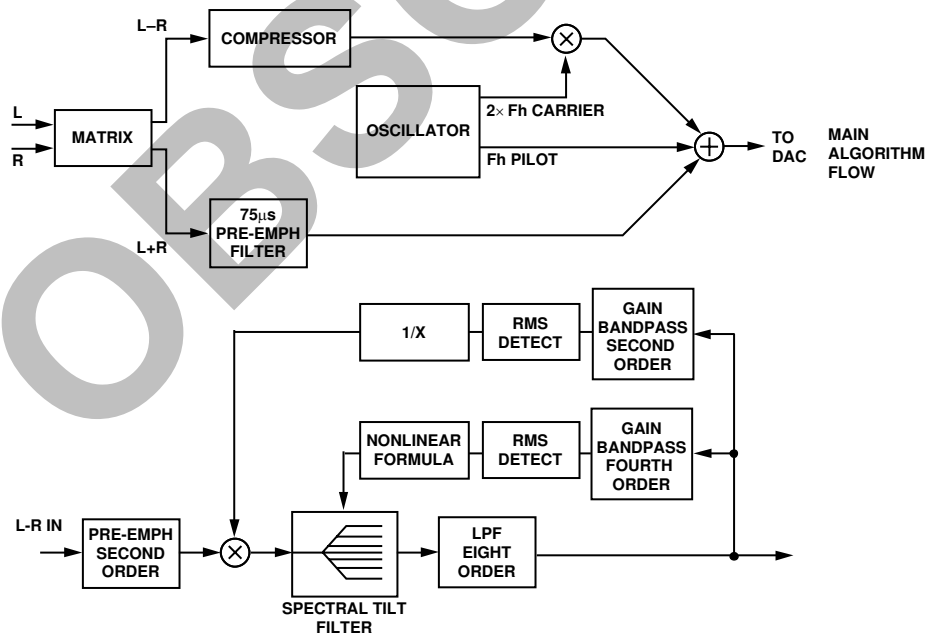 L–R
COMPRESSOR
L
R
MATRIX
OSCILLATOR
2× Fh CARRIER
Fh PILOT
TO
DAC
MAIN
ALGORITHM
FLOW
L+R
75μs
PRE-EMPH
FILTER
1/X
RMS
DETECT
GAIN
BANDPASS
SECOND
ORDER
NONLINEAR
FORMULA
RMS
DETECT
GAIN
BANDPASS
FOURTH
ORDER
L-R IN
PRE-EMPH
SECOND
ORDER
SPECTRAL TILT
FILTER
LPF
EIGHT
ORDER